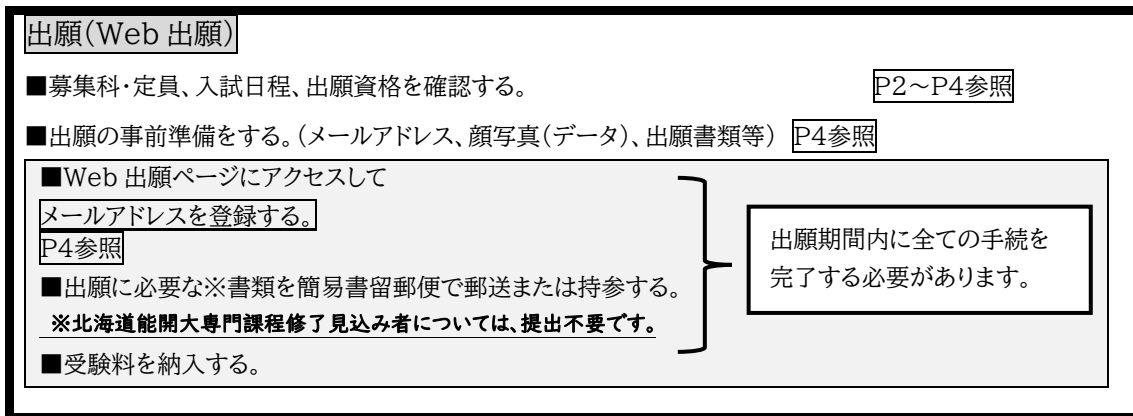 出願(Web 出願)
■募集科・定員、入試日程、出願資格を確認する。 P2～P4参照
■出願の事前準備をする。(メールアドレス、顔写真(データ)、出願書類等) P4参照
■Web 出願ページにアクセスして
メールアドレスを登録する。
P4参照
■出願に必要な※書類を簡易書留郵便で郵送または持参する。
※北海道能開大専門課程修了見込み者については、提出不要です。
■受験料を納入する。
出願期間内に全ての手続を
完了する必要があります。